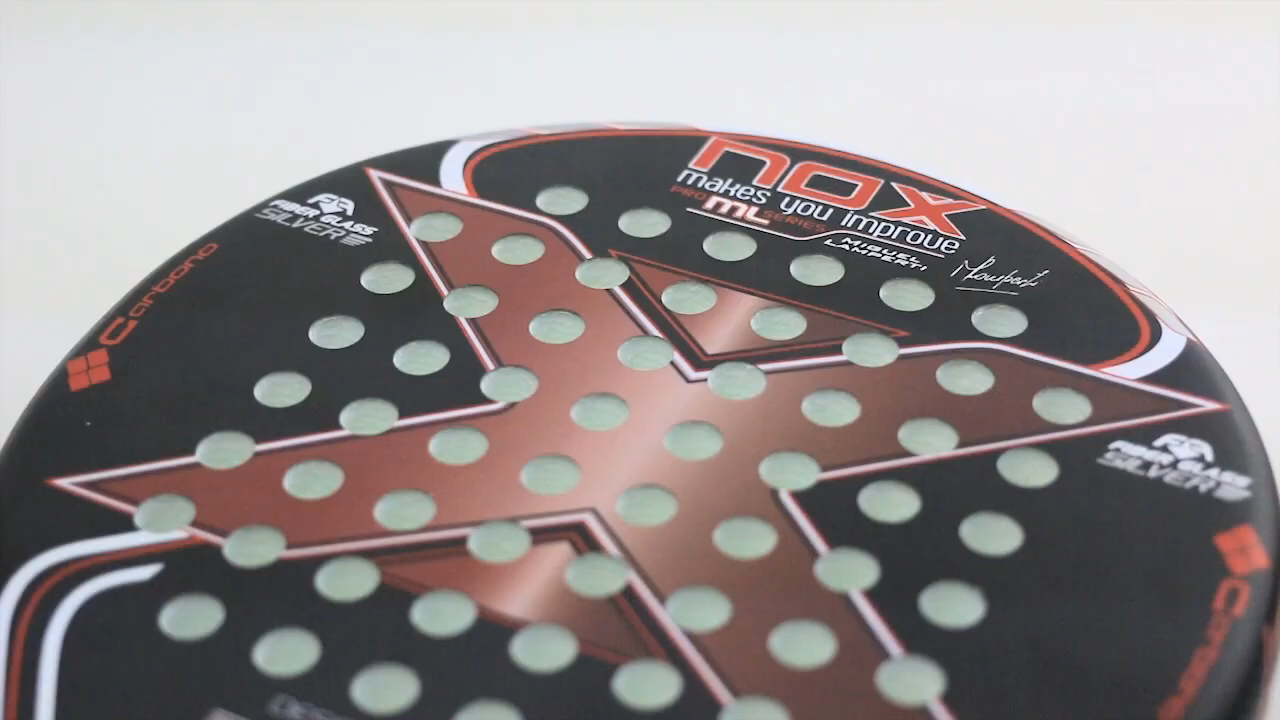 nox
makes you improve
PRO ML SERIES
MIGUEL
LAMPERTI
FIBER GLASS
SILVER
Carbono
FIBER GLASS
SILVER